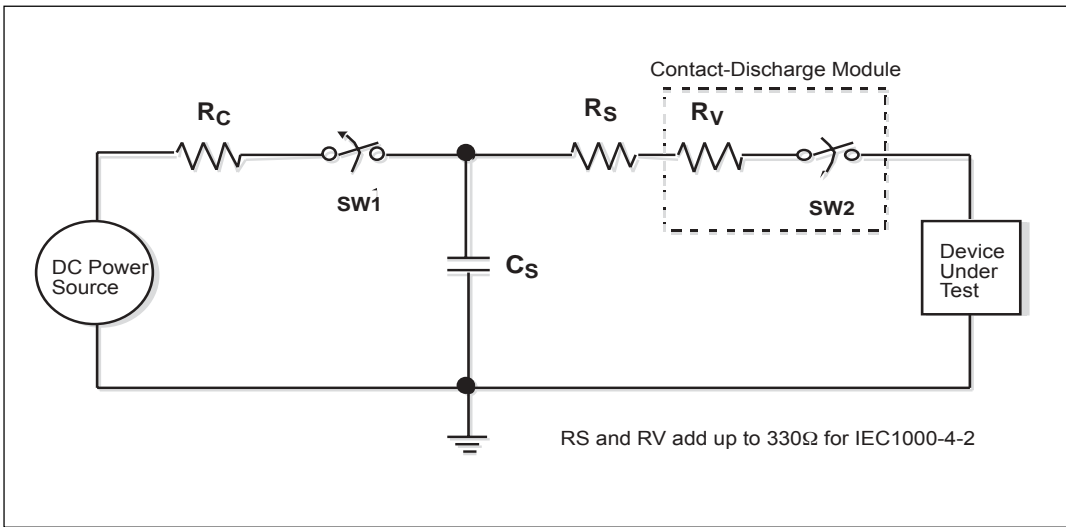 Contact-Discharge Module
RC
RS
RV
SW1
SW2
DC Power
Source
CS
Device
Under
Test
RS and RV add up to 330Ω for IEC1000-4-2